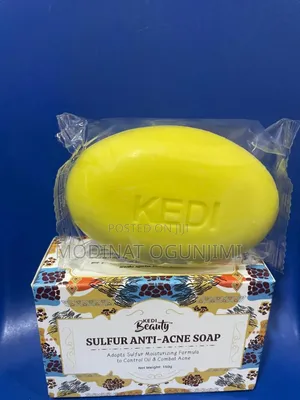 KEDI
POSTED ON JIJI
MODINAT OGUNJIMI
KEDI
Beauty
SULFUR ANTI-ACNE SOAP
Adopts Sulfur Moisturizing Formula
to Control Oil & Combat Acne